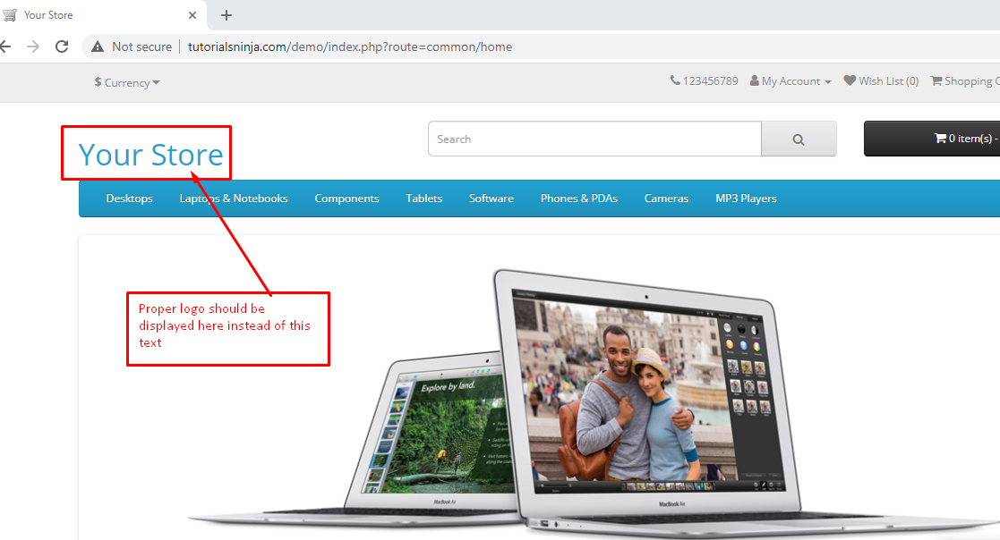 Your Store
Not secure | tutorialsninja.com/demo/index.php?route=common/home
$ Currency
123456789 My Account Wish List (0) Shopping C
Your Store
Search
0 item(s) -
Desktops Laptops & Notebooks Components Tablets Software Phones & PDAs Cameras MP3 Players
Proper logo should be
displayed here instead of this
text
Explore by land.
MacBook Air
MacBook Air